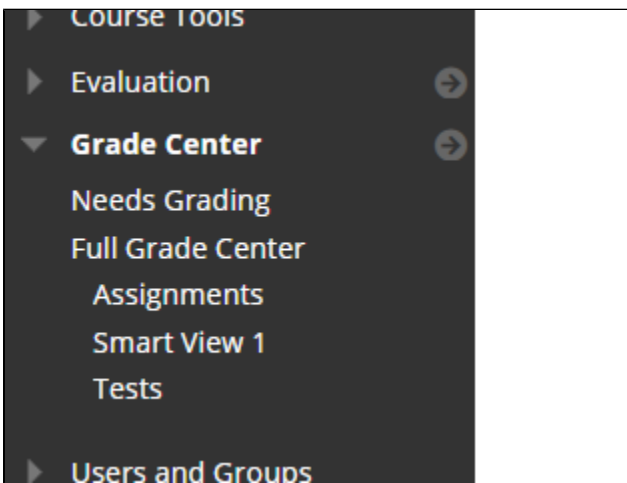 Course Tools
Evaluation
Grade Center
Needs Grading
Full Grade Center
Assignments
Smart View 1
Tests
Users and Groups